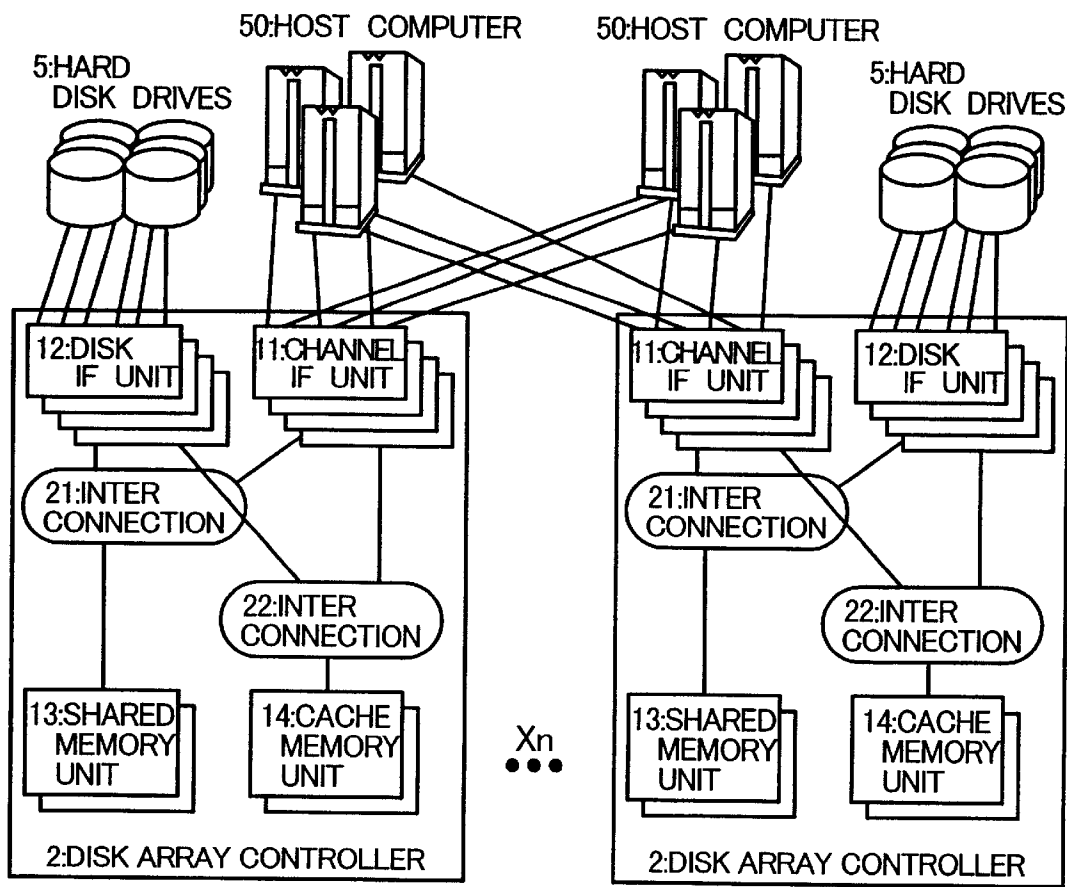 50:HOST COMPUTER
50:HOST COMPUTER
5:HARD
DISK DRIVES
5:HARD
DISK DRIVES
12:DISK
IF UNIT
11:CHANNEL
IF UNIT
11:CHANNEL
IF UNIT
12:DISK
IF UNIT
21:INTER
CONNECTION
21:INTER
CONNECTION
22:INTER
CONNECTION
22:INTER
CONNECTION
13:SHARED
MEMORY
UNIT
14:CACHE
MEMORY
UNIT
Xn
13:SHARED
MEMORY
UNIT
14:CACHE
MEMORY
UNIT
2:DISK ARRAY CONTROLLER
2:DISK ARRAY CONTROLLER